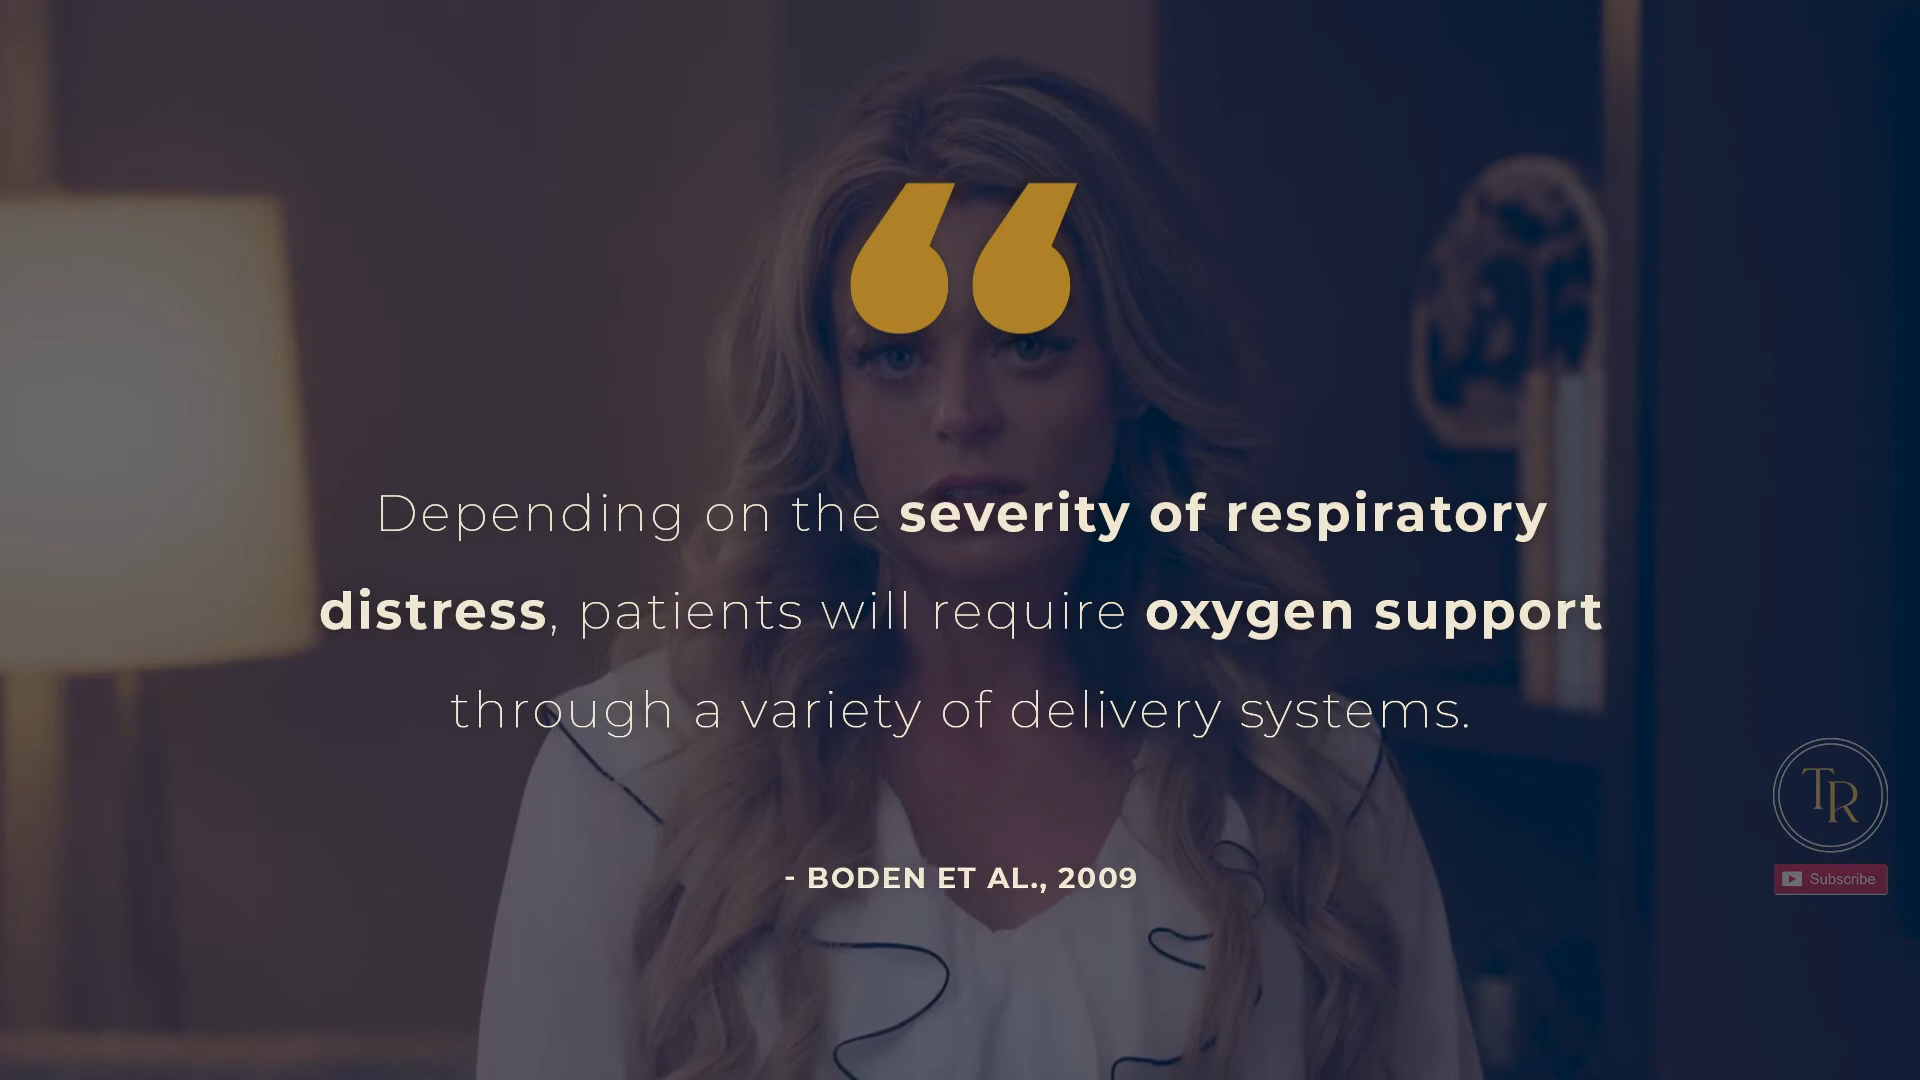 “
Depending on the severity of respiratory
distress, patients will require oxygen support
through a variety of delivery systems.
- BODEN ET AL., 2009
TR
Subscribe